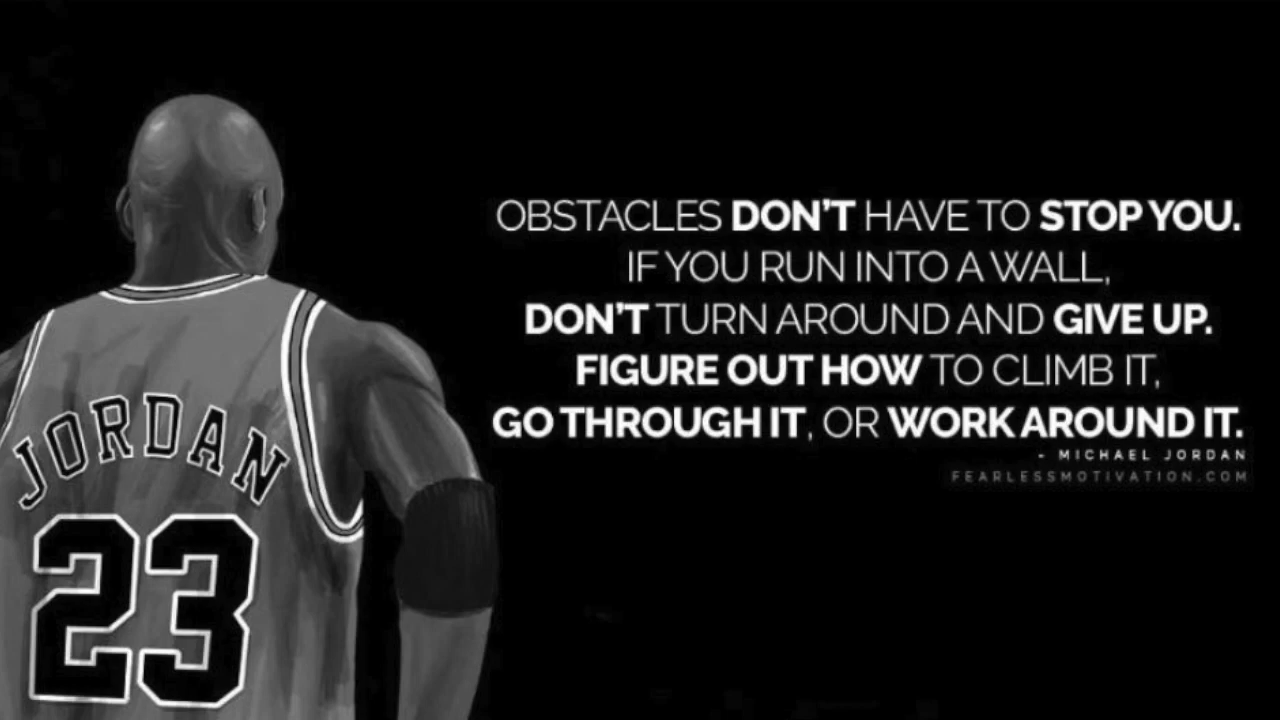 JORDAN
23
OBSTACLES DON'T HAVE TO STOP YOU.
IF YOU RUN INTO A WALL,
DON'T TURN AROUND AND GIVE UP.
FIGURE OUT HOW TO CLIMB IT,
GO THROUGH IT, OR WORK AROUND IT.
- MICHAEL JORDAN
FEARLESSMOTIVATION.COM